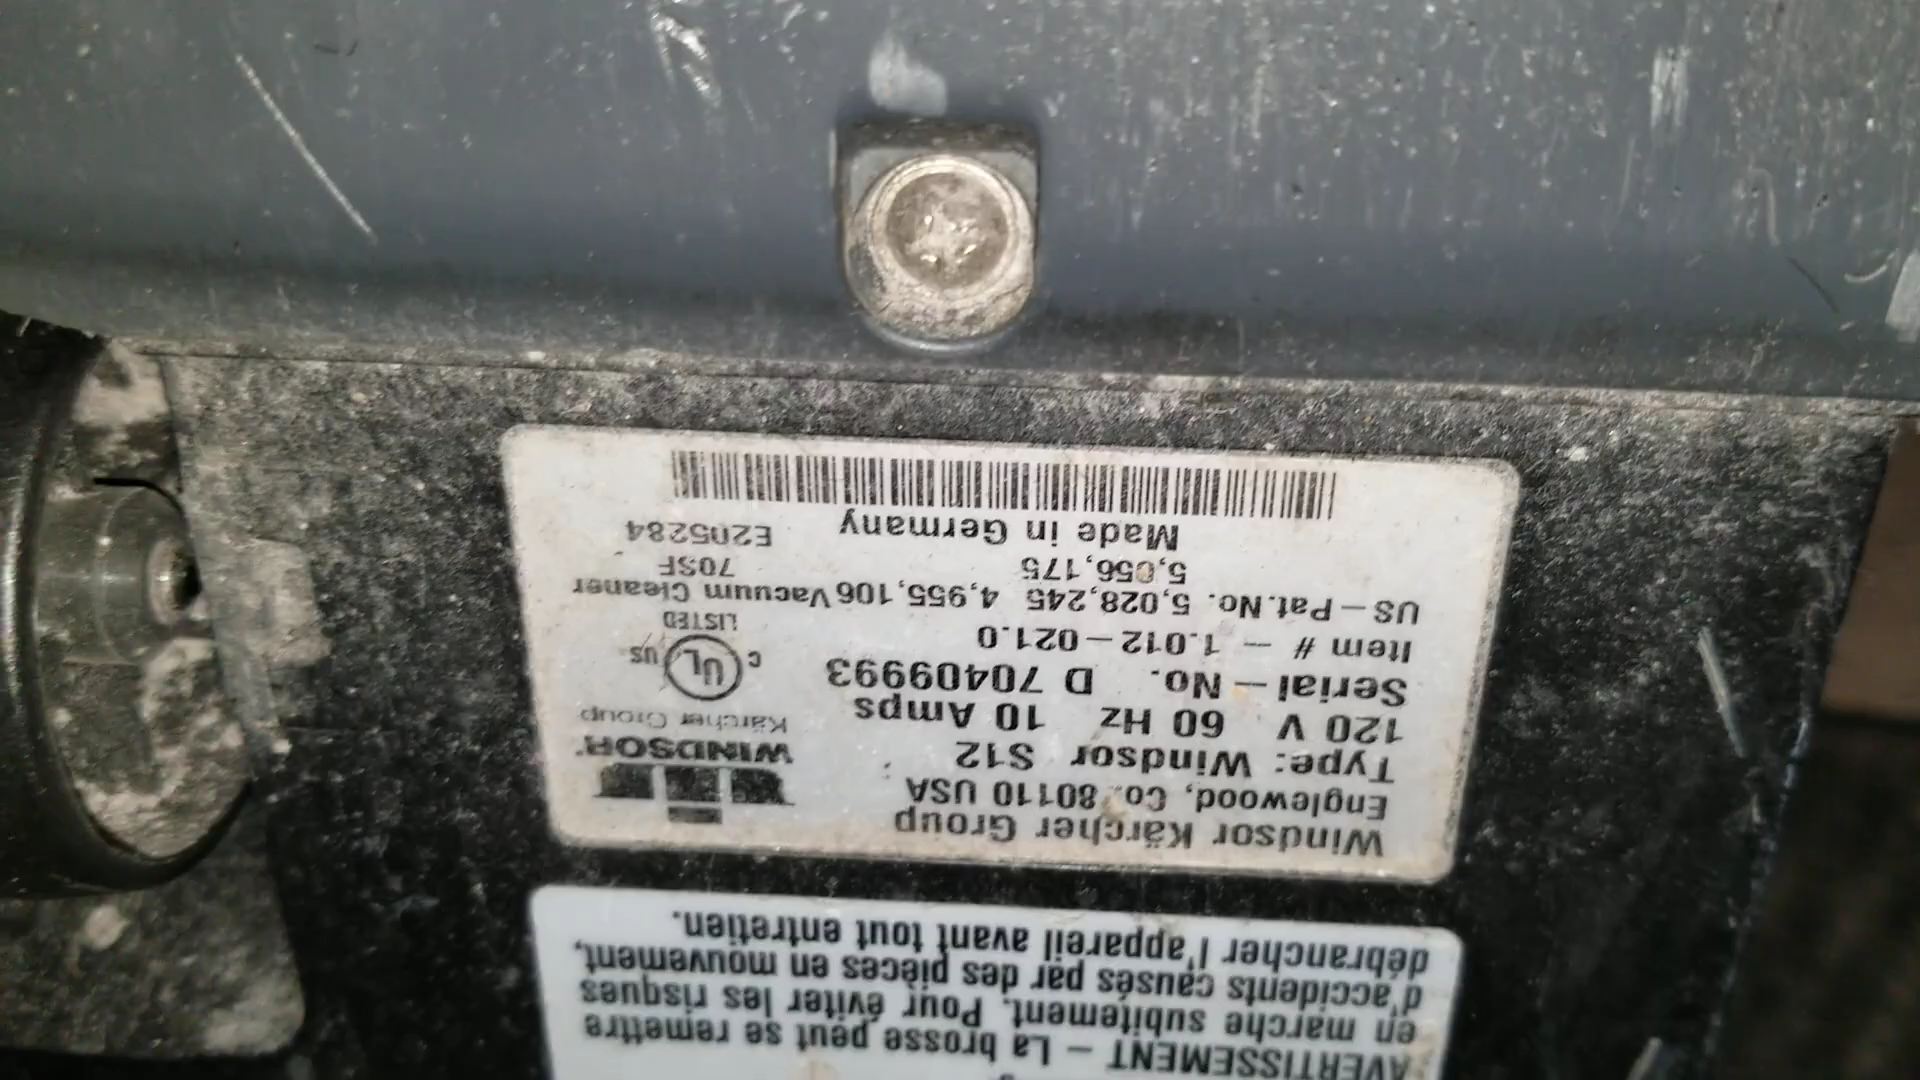 Windsor Kärcher Group
Englewood, Co. 80110 USA
Type: Windsor S12
120 V 60 Hz 10 Amps
Serial-No. D 70409993
Item # - 1.012-021.0
US-Pat.No. 5,028,245 4,955,106
5,056,175
Made in Germany
WINDSOR
Kärcher Group
C UL US
LISTED
Vacuum Cleaner
70SF
E205284
AVERTISSEMENT - La brosse peut se remettre
en marche subitement. Pour éviter les risques
d'accidents causés par des pièces en mouvement,
débrancher l'appareil avant tout entretien.